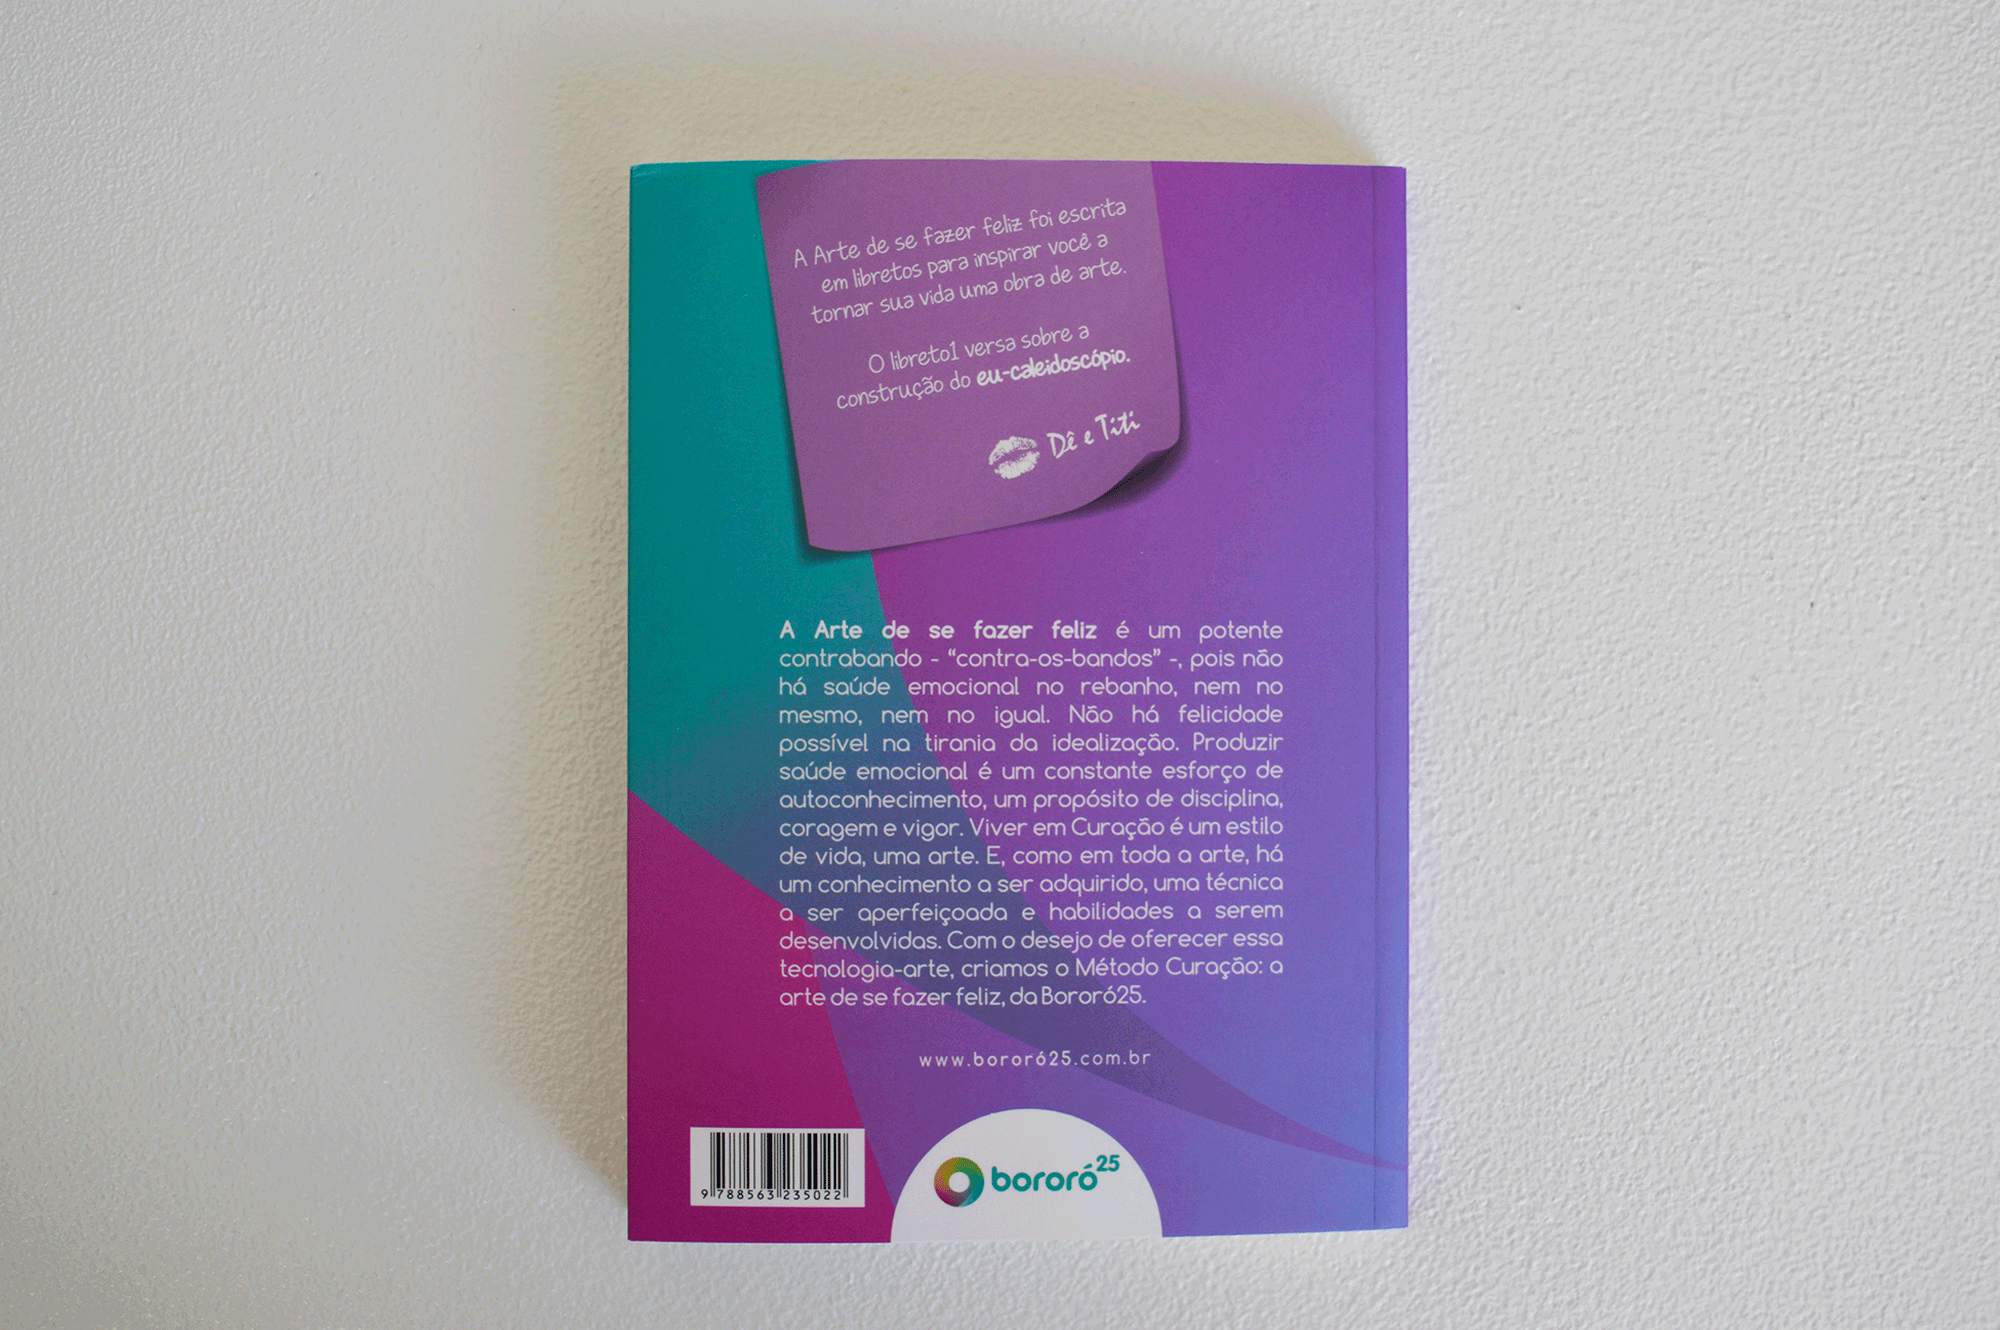 A Arte de se fazer feliz foi escrita
em libretos para inspirar você a
tornar sua vida uma obra de arte.
O libreto1 versa sobre a
construção do eu-caleidoscópio.
Dê e Titi
A Arte de se fazer feliz é um potente
contrabando - “contra-os-bandos” -, pois não
há saúde emocional no rebanho, nem no
mesmo, nem no igual. Não há felicidade
possível na tirania da idealização. Produzir
saúde emocional é um constante esforço de
autoconhecimento, um propósito de disciplina,
coragem e vigor. Viver em Curação é um estilo
de vida, uma arte. E, como em toda a arte, há
um conhecimento a ser adquirido, uma técnica
a ser aperfeiçoada e habilidades a serem
desenvolvidas. Com o desejo de oferecer essa
tecnologia-arte, criamos o Método Curação: a
arte de se fazer feliz, da Bororó25.
www.bororó25.com.br
9 788563 235022
bororó25